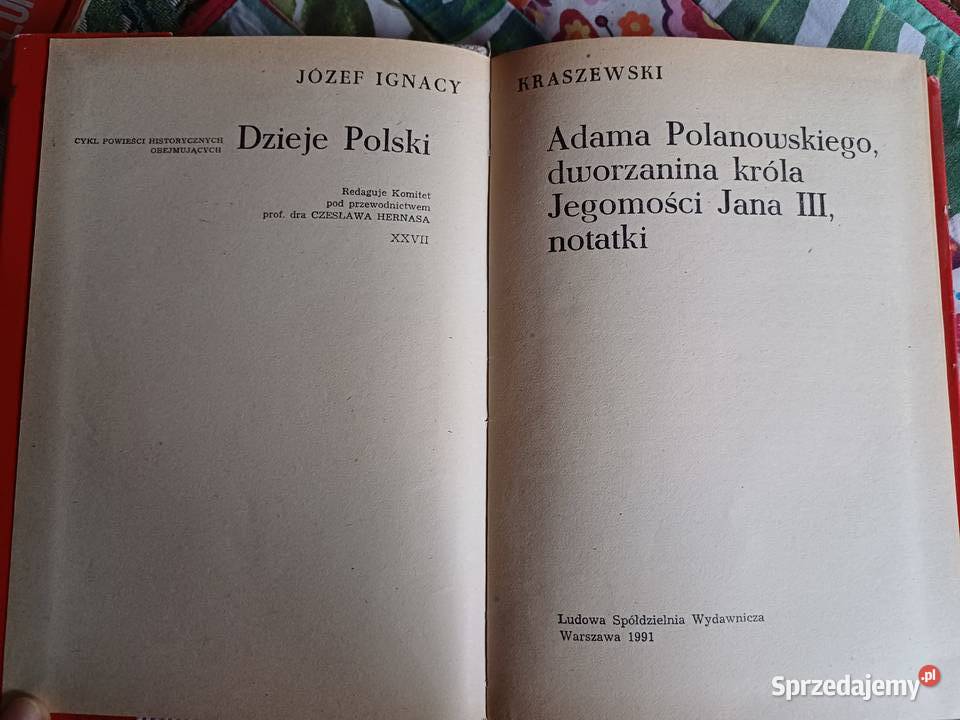 JÓZEF IGNACY KRASZEWSKI
CYKL POWIEŚCI HISTORYCZNYCH
OBEJMUJĄCYCH
Dzieje Polski
Redaguje Komitet
pod przewodnictwem
prof. dra CZESŁAWA HERNASA
XXVII
Adama Polanowskiego,
dworzanina króla
Jegomości Jana III,
notatki
Ludowa Spółdzielnia Wydawnicza
Warszawa 1991
Sprzedajemy.pl